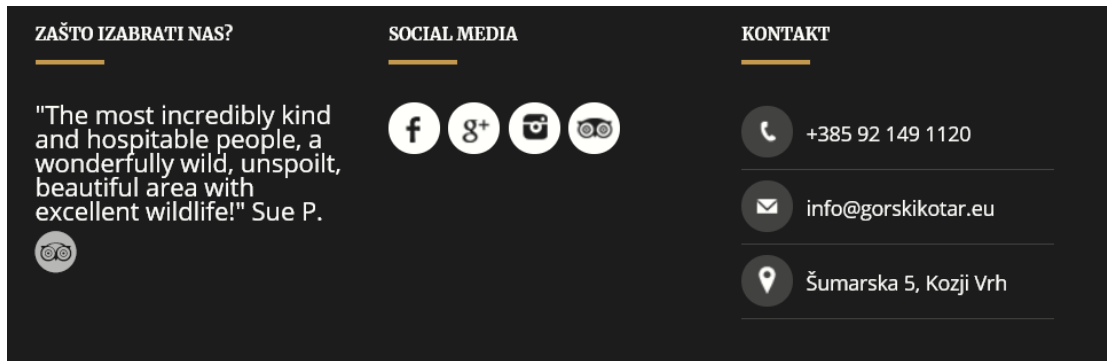 ZAŠTO IZABRATI NAS?
"The most incredibly kind
and hospitable people, a
wonderfully wild, unspoilt,
beautiful area with
excellent wildlife!" Sue P.
SOCIAL MEDIA
f g+
KONTAKT
+385 92 149 1120
info@gorskikotar.eu
Šumarska 5, Kozji Vrh